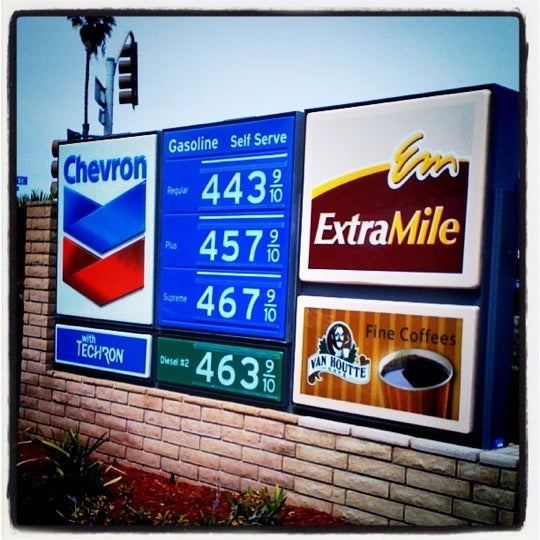 Chevron
with
TECHRON
Gasoline Self Serve
Regular 443 9/10
Plus 457 9/10
Supreme 467 9/10
Diesel #2 463 9/10
Em
ExtraMile
Fine Coffees
VAN HOUTTE
CAFÉ